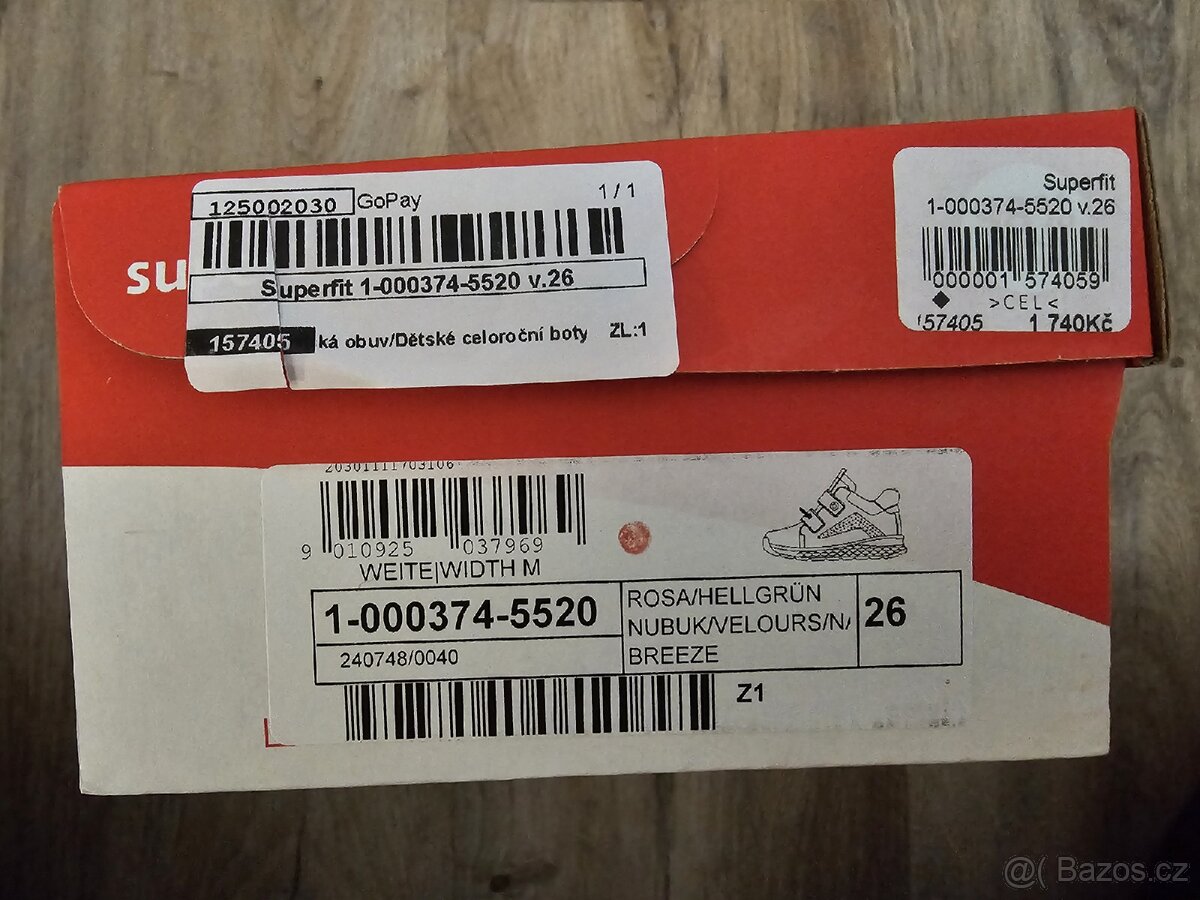 su
125002030 GoPay 1/1
Superfit 1-000374-5520 v.26
157405 ká obuv/Dětské celoroční boty ZL:1
Superfit
1-000374-5520 v.26
000001 574059
>CEL<
157405 1 740Kč
20301111703106
9 010925 037969
WEITE|WIDTH M
1-000374-5520
240748/0040
ROSA/HELLGRÜN
NUBUK/VELOURS/NA
BREEZE
26
Z1
@( Bazos.cz